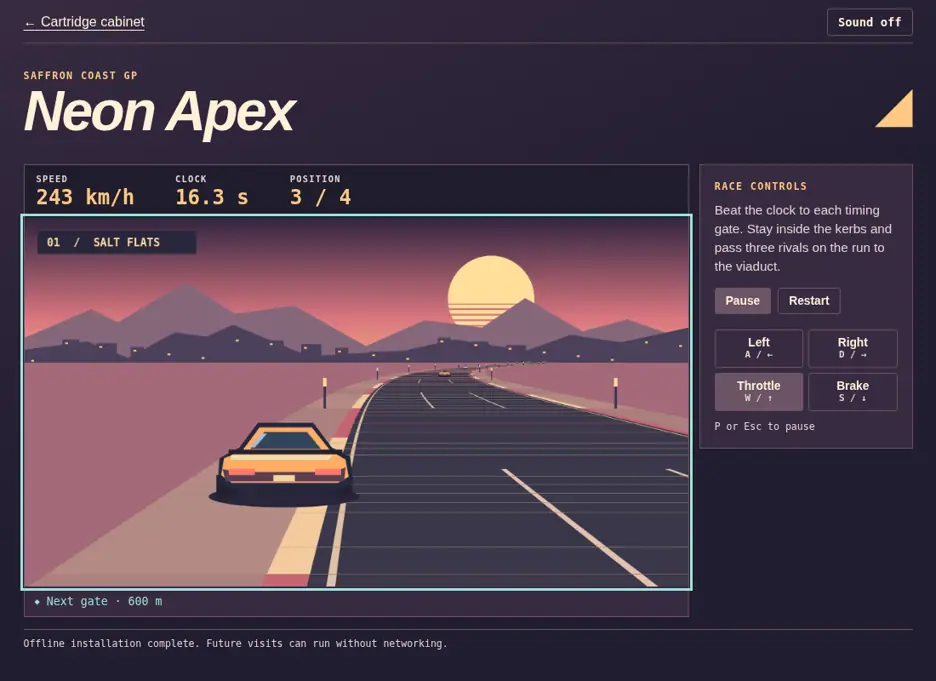 ← Cartridge cabinet
Sound off
SAFFRON COAST GP
Neon Apex
SPEED
243 km/h
CLOCK
16.3 s
POSITION
3 / 4
01 / SALT FLATS
◆ Next gate · 600 m
RACE CONTROLS
Beat the clock to each timing
gate. Stay inside the kerbs and
pass three rivals on the run to
the viaduct.
Pause
Restart
Left
A / ←
Right
D / →
Throttle
W / ↑
Brake
S / ↓
P or Esc to pause
Offline installation complete. Future visits can run without networking.